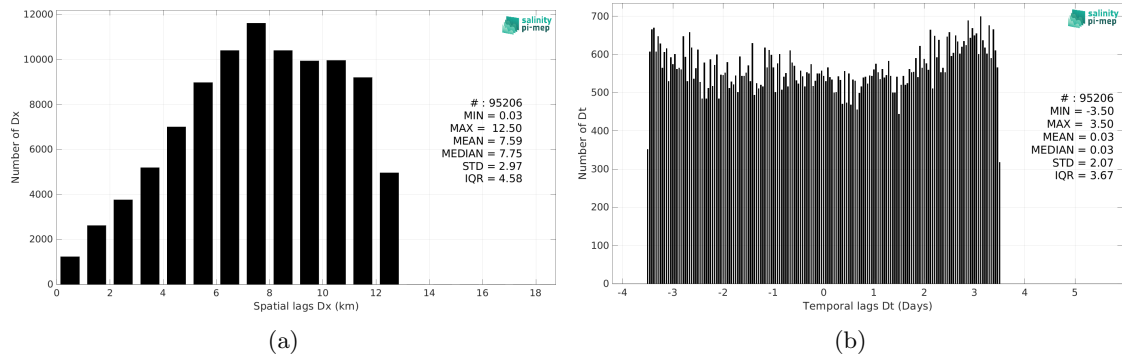 12000
10000
8000
6000
4000
2000
0
Number of Dx
salinity
pi-mep
# : 95206
MIN = 0.03
MAX = 12.50
MEAN = 7.59
MEDIAN = 7.75
STD = 2.97
IQR = 4.58
0 2 4 6 8 10 12 14 16 18
Spatial lags Dx (km)
(a)
700
600
500
400
300
200
100
0
Number of Dt
salinity
pi-mep
# : 95206
MIN = -3.50
MAX = 3.50
MEAN = 0.03
MEDIAN = 0.03
STD = 2.07
IQR = 3.67
-4 -3 -2 -1 0 1 2 3 4 5
Temporal lags Dt (Days)
(b)